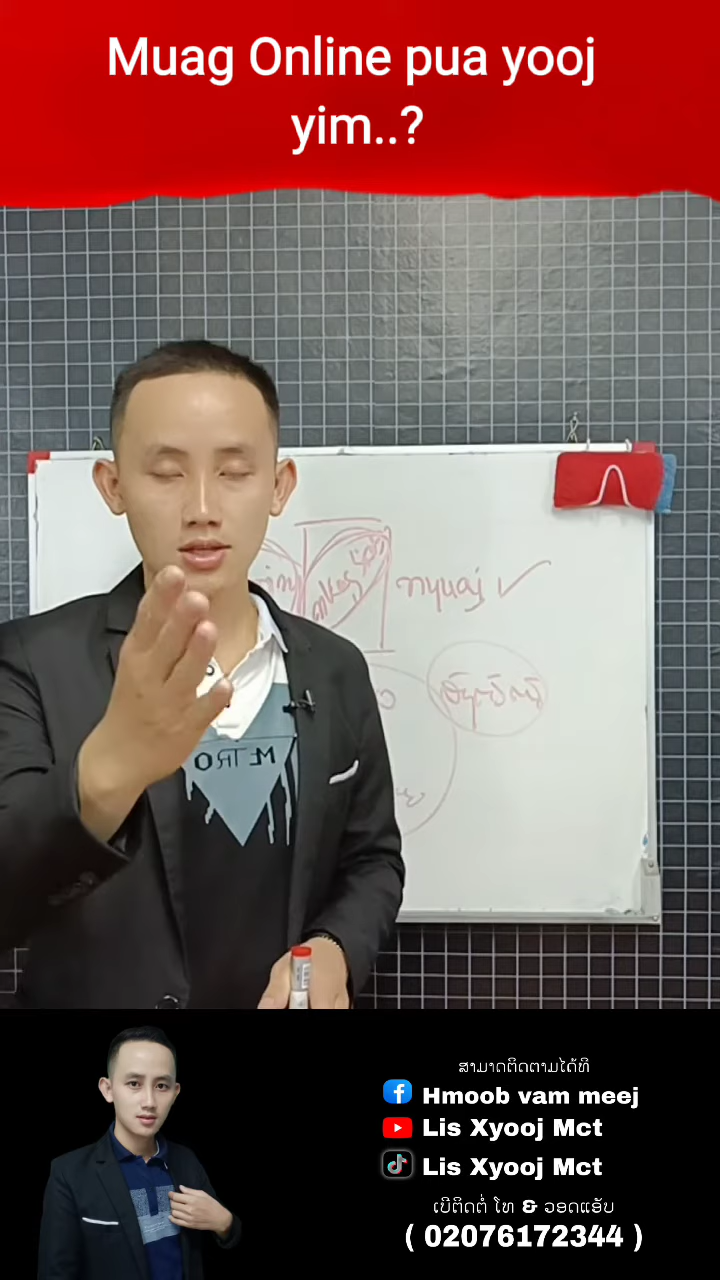 Muag Online pua yooj
yim..?
METRO
ສາມາດຕິດຕາມໄດ້ທີ່
Hmoob vam meej
Lis Xyooj Mct
Lis Xyooj Mct
ເບີຕິດຕໍ່ ໂທ & ວອດແອັບ
( 02076172344 )